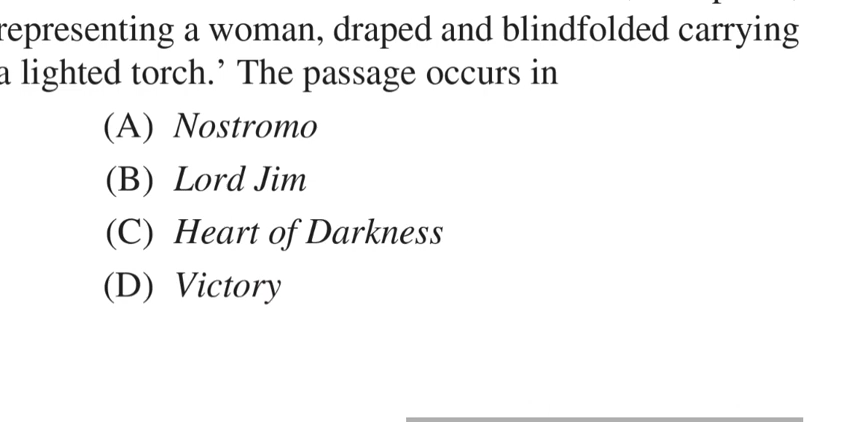 representing a woman, draped and blindfolded carrying
a lighted torch.’ The passage occurs in
(A) Nostromo
(B) Lord Jim
(C) Heart of Darkness
(D) Victory